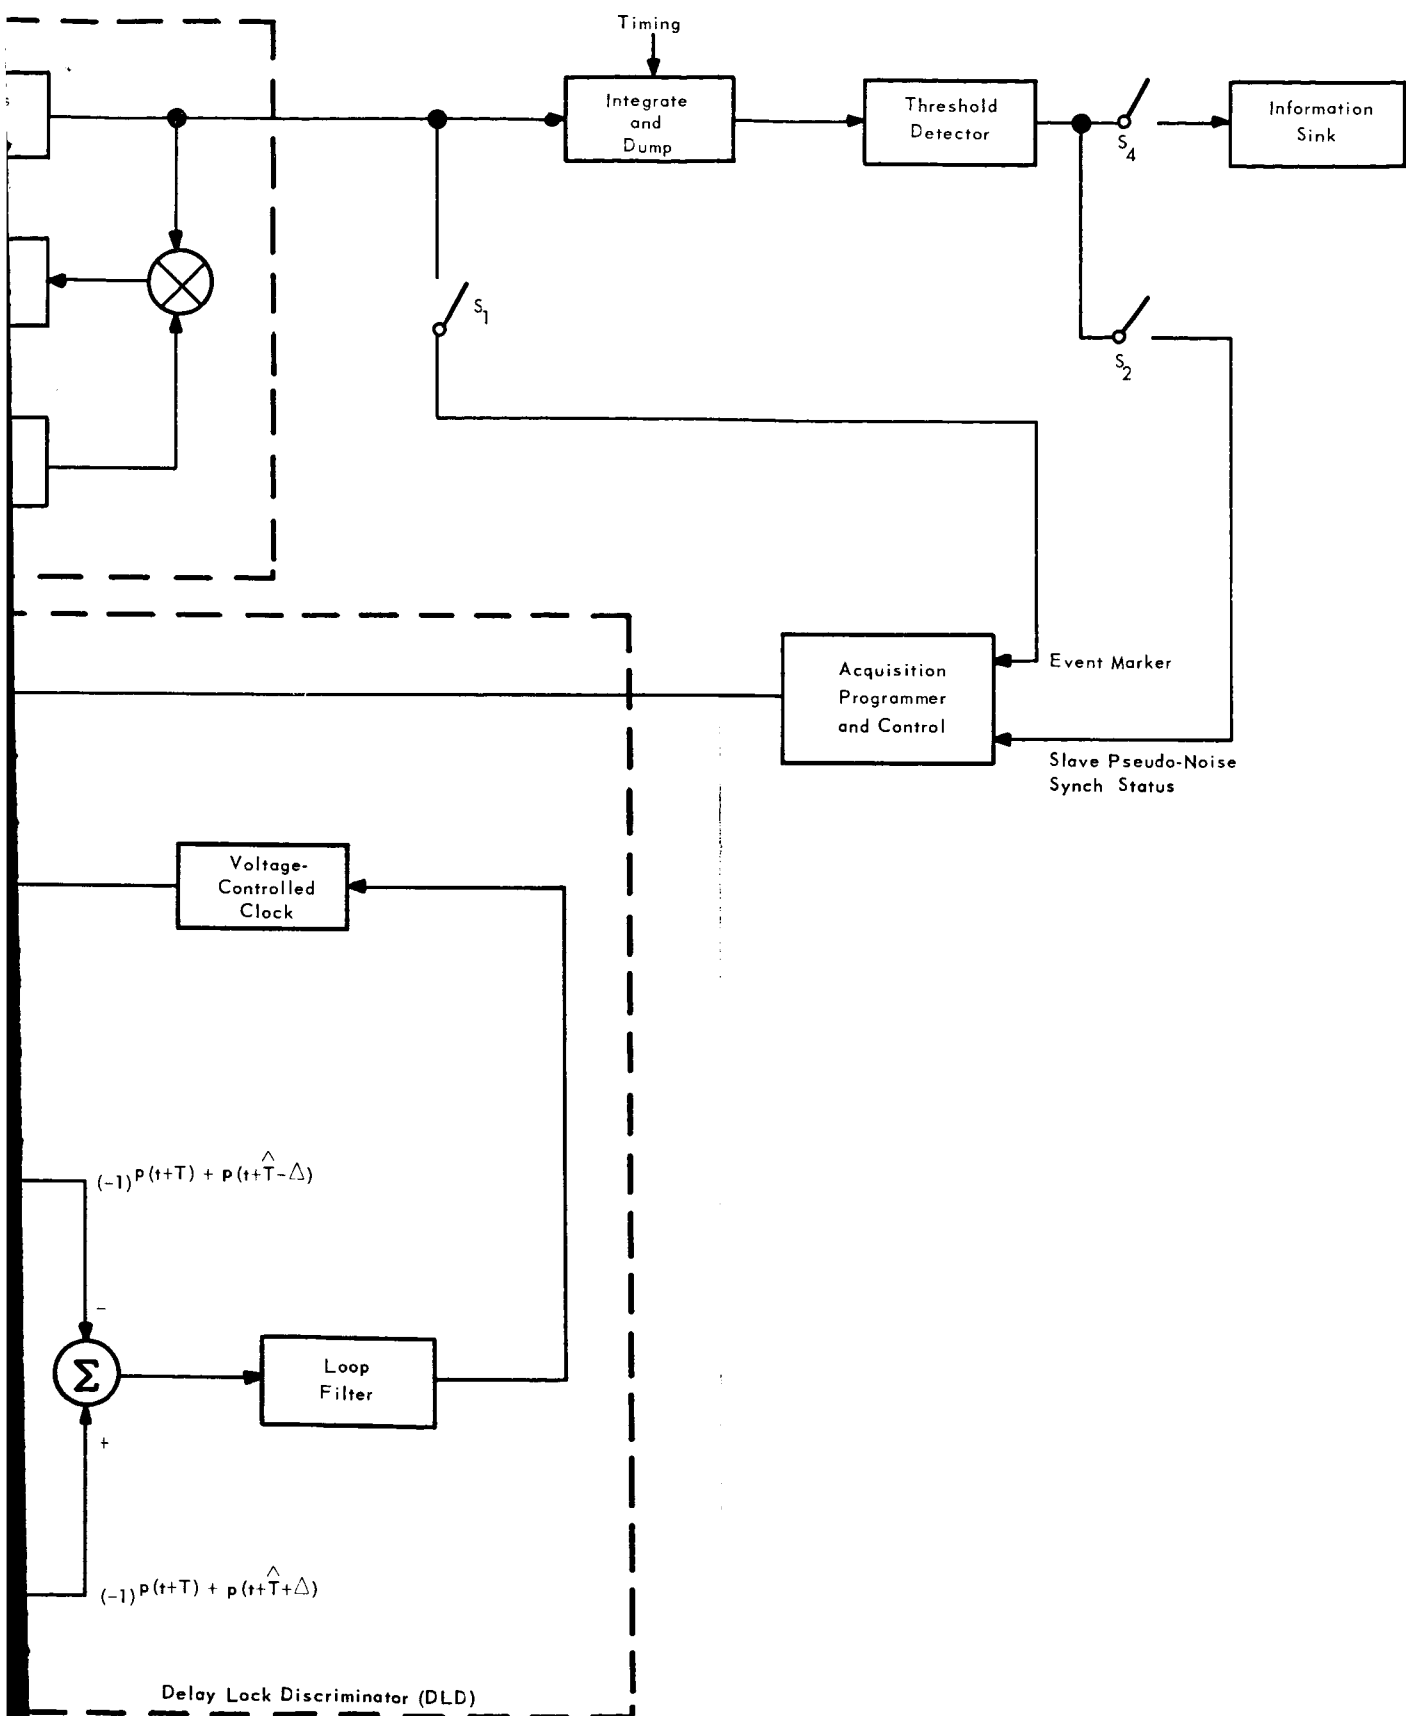 Timing
Integrate
and
Dump
Threshold
Detector
Information
Sink
s
S4
S1
S2
Event Marker
Acquisition
Programmer
and Control
Slave Pseudo-Noise
Synch Status
Voltage-
Controlled
Clock
(-1)^p(t+T) + p(t+T̂-Δ)
-
Σ
Loop
Filter
+
(-1)^p(t+T) + p(t+T̂+Δ)
Delay Lock Discriminator (DLD)